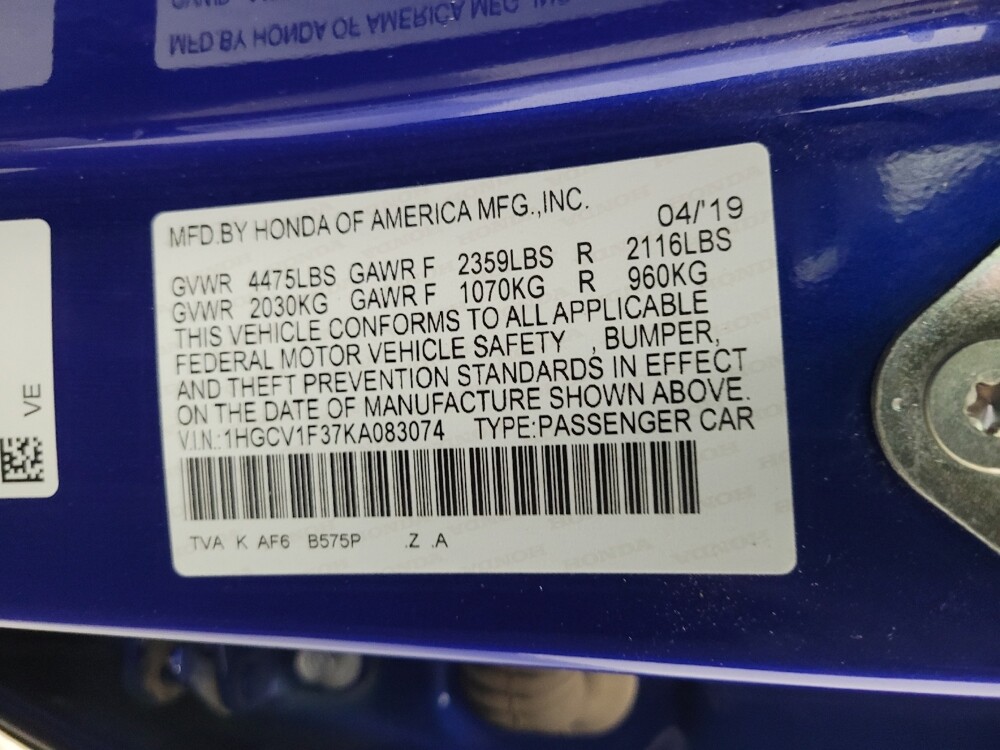 MFD.BY HONDA OF AMERICA MFG., IN
MFD.BY HONDA OF AMERICA MFG.,INC.
04/'19
GVWR 4475LBS GAWR F 2359LBS R 2116LBS
GVWR 2030KG GAWR F 1070KG R 960KG
THIS VEHICLE CONFORMS TO ALL APPLICABLE
FEDERAL MOTOR VEHICLE SAFETY , BUMPER,
AND THEFT PREVENTION STANDARDS IN EFFECT
ON THE DATE OF MANUFACTURE SHOWN ABOVE.
V.I.N.:1HGCV1F37KA083074 TYPE:PASSENGER CAR
TVA K AF6 B575P .Z .A
VE